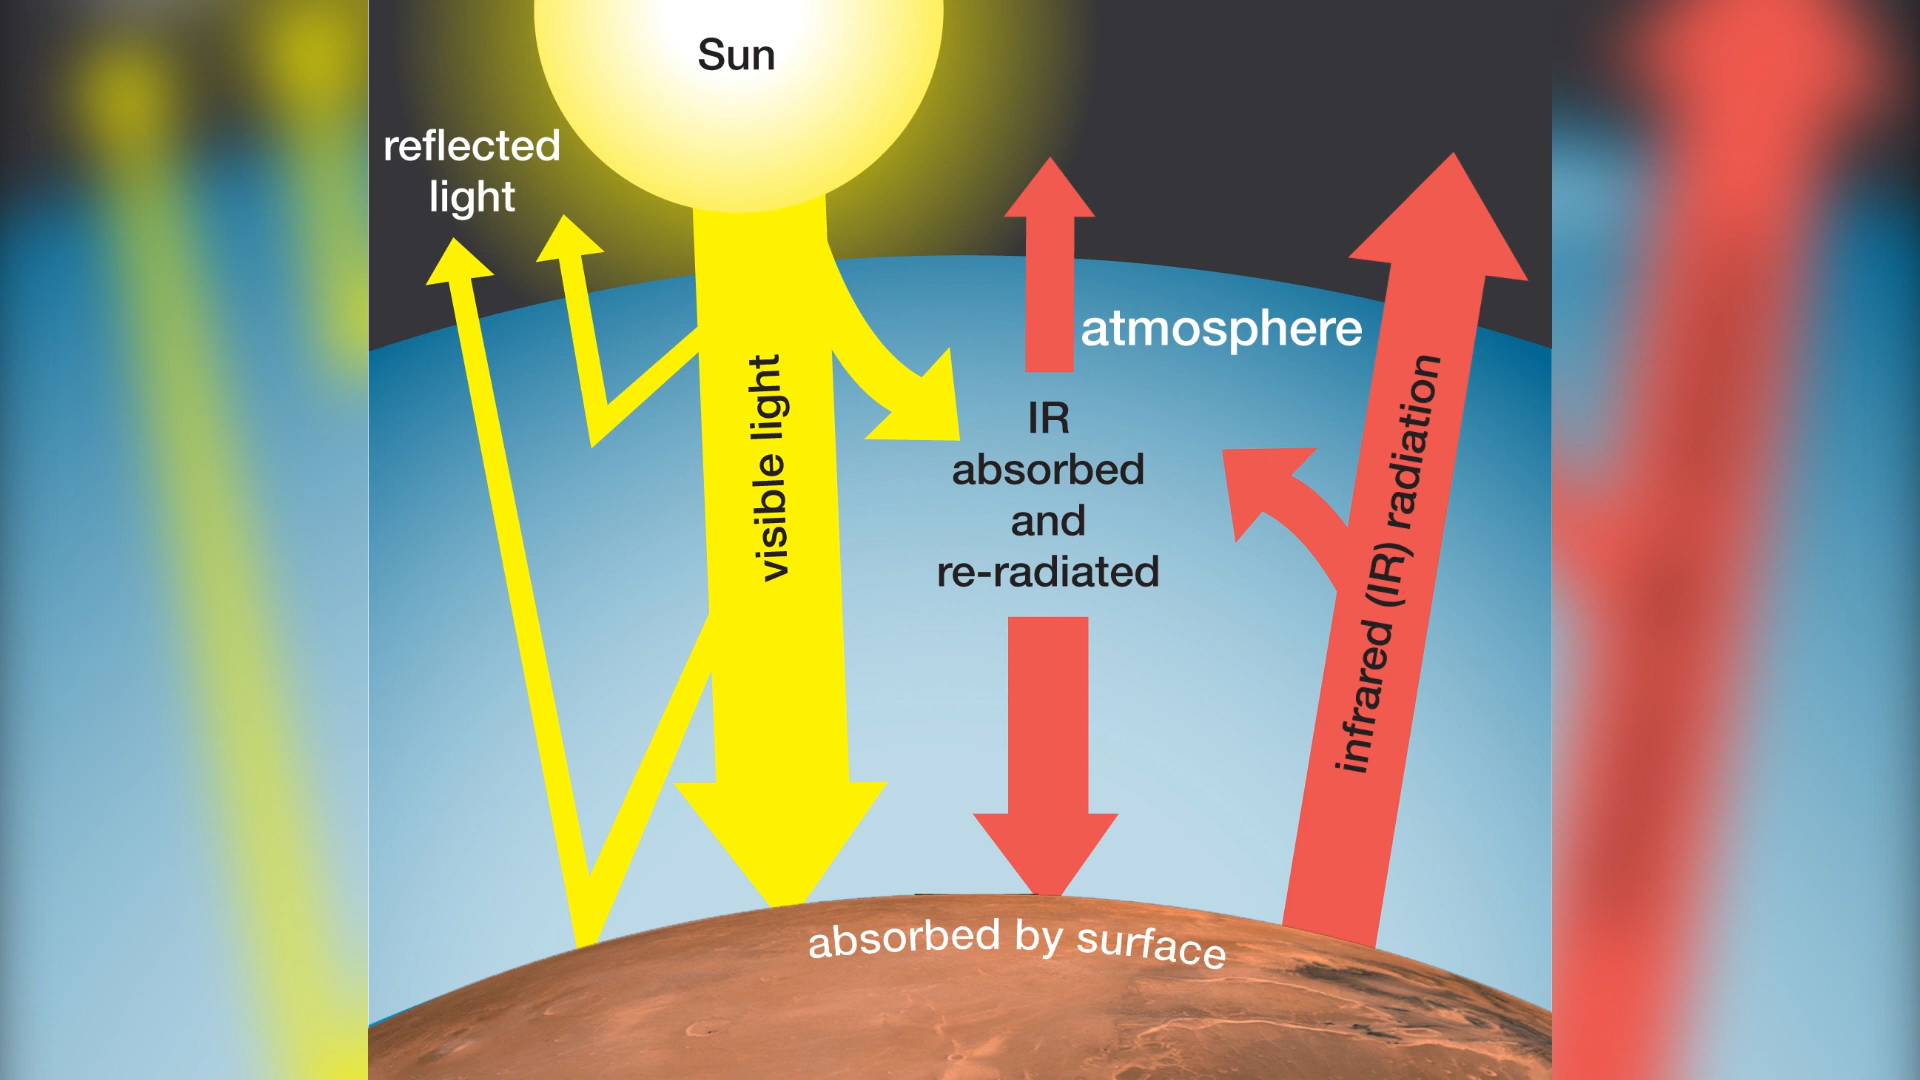 Sun
reflected
light
visible light
atmosphere
IR
absorbed
and
re-radiated
infrared (IR) radiation
absorbed by surface